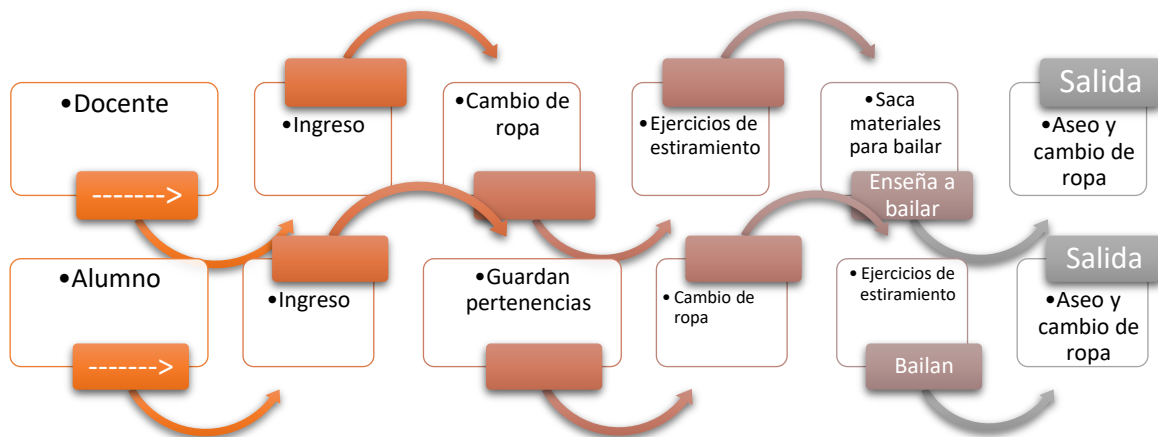 •Docente
------->
•Ingreso
•Cambio de
ropa
•Ejercicios de
estiramiento
•Saca
materiales
para bailar
Enseña a
bailar
Salida
•Aseo y
cambio de
ropa
•Alumno
------->
•Ingreso
•Guardan
pertenencias
•Cambio de
ropa
•Ejercicios de
estiramiento
Bailan
Salida
•Aseo y
cambio de
ropa